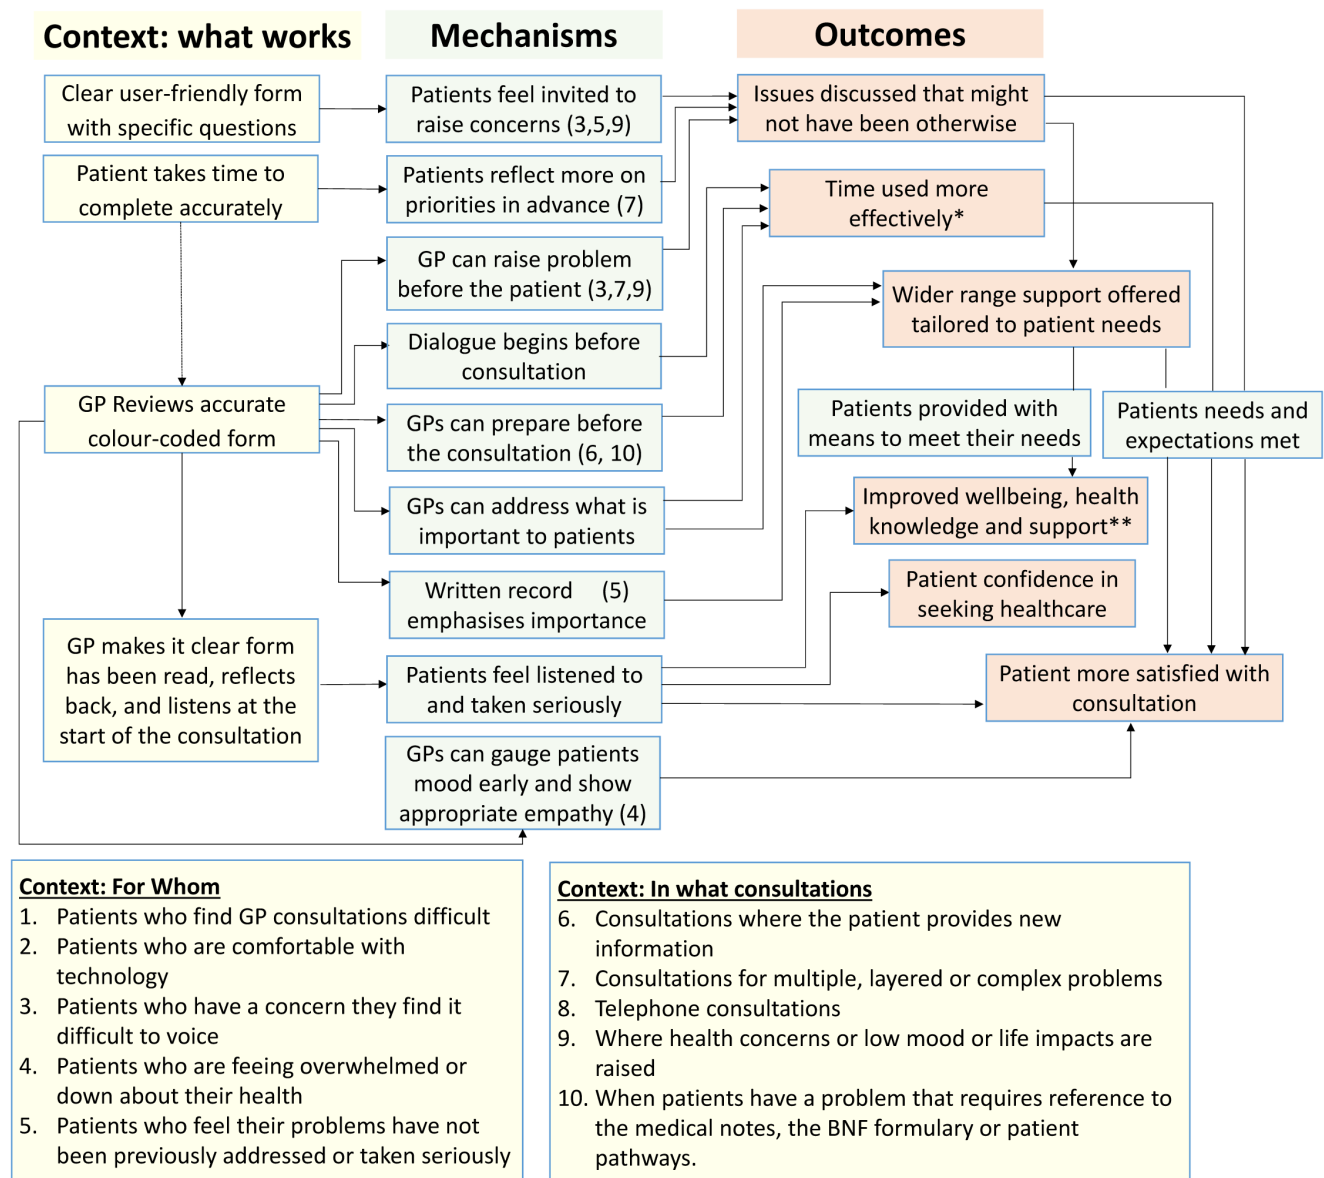 Context: what works
Mechanisms
Outcomes
Clear user-friendly form
with specific questions
Patients feel invited to
raise concerns (3,5,9)
Issues discussed that might
not have been otherwise
Patient takes time to
complete accurately
Patients reflect more on
priorities in advance (7)
Time used more
effectively*
GP can raise problem
before the patient (3,7,9)
Wider range support offered
tailored to patient needs
Dialogue begins before
consultation
GP Reviews accurate
colour-coded form
GPs can prepare before
the consultation (6, 10)
Patients provided with
means to meet their needs
Patients needs and
expectations met
GPs can address what is
important to patients
Improved wellbeing, health
knowledge and support**
Written record (5)
emphasises importance
Patient confidence in
seeking healthcare
GP makes it clear form
has been read, reflects
back, and listens at the
start of the consultation
Patients feel listened to
and taken seriously
Patient more satisfied with
consultation
GPs can gauge patients
mood early and show
appropriate empathy (4)
Context: For Whom
1. Patients who find GP consultations difficult
2. Patients who are comfortable with
technology
3. Patients who have a concern they find it
difficult to voice
4. Patients who are feeing overwhelmed or
down about their health
5. Patients who feel their problems have not
been previously addressed or taken seriously
Context: In what consultations
6. Consultations where the patient provides new
information
7. Consultations for multiple, layered or complex problems
8. Telephone consultations
9. Where health concerns or low mood or life impacts are
raised
10. When patients have a problem that requires reference to
the medical notes, the BNF formulary or patient
pathways.